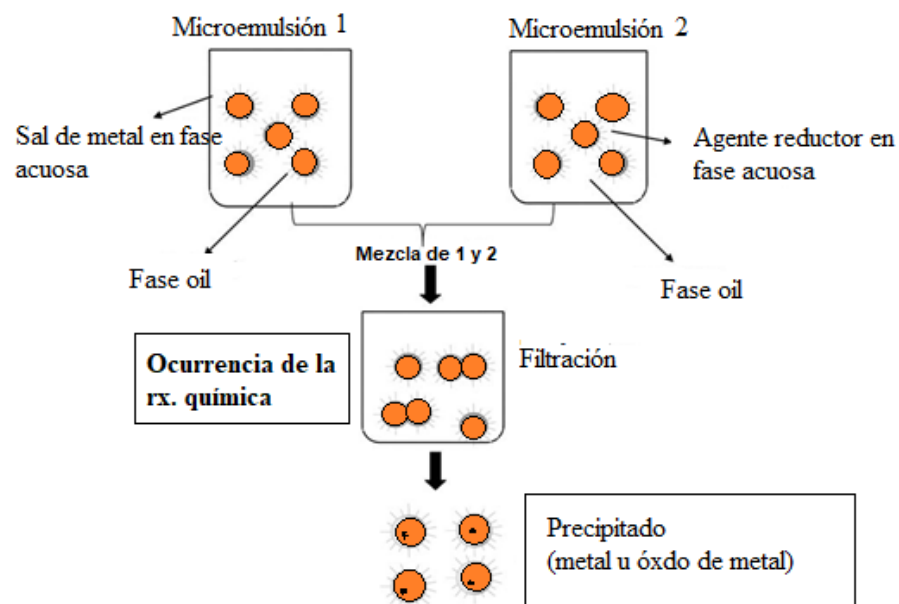 Microemulsión 1
Microemulsión 2
Sal de metal en fase
acuosa
Agente reductor en
fase acuosa
Fase oil
Mezcla de 1 y 2
Fase oil
Ocurrencia de la
rx. química
Filtración
Precipitado
(metal u óxdo de metal)